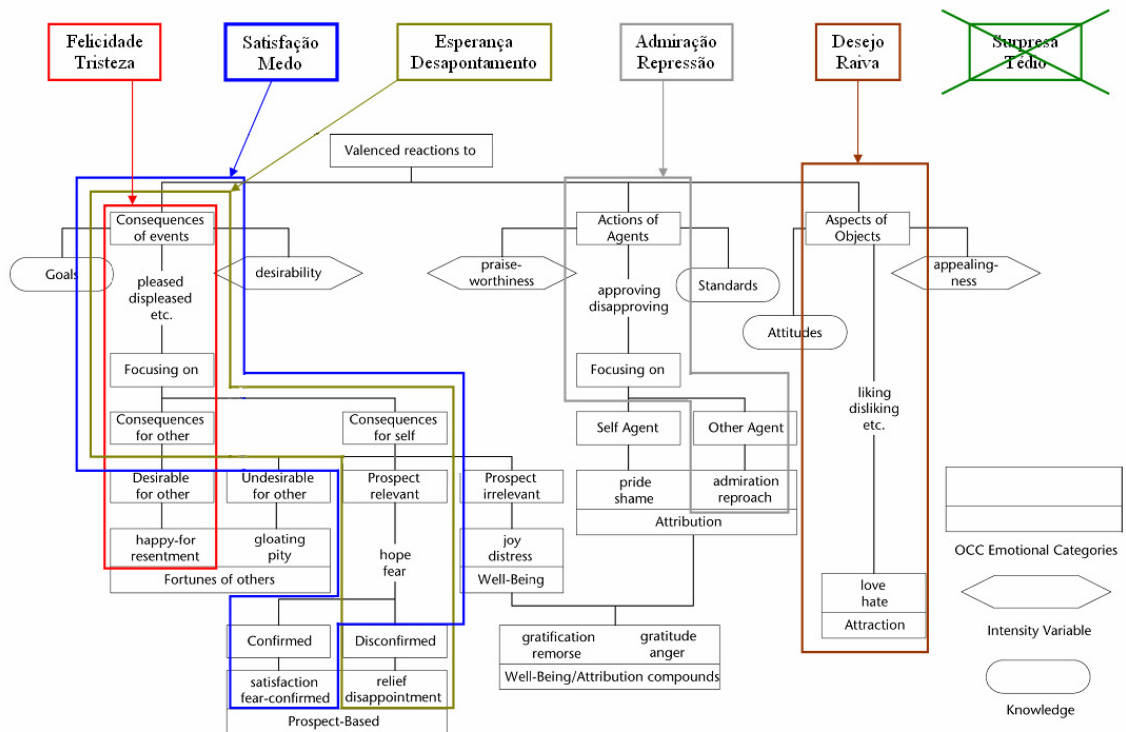 Felicidade
Tristeza
Satisfação
Medo
Esperança
Desapontamento
Admiração
Repressão
Desejo
Raiva
Surpresa
Tédio
Valenced reactions to
Consequences
of events
Actions of
Agents
Aspects of
Objects
Goals
desirability
praise-
worthiness
Standards
appealing-
ness
pleased
displeased
etc.
approving
disapproving
Attitudes
Focusing on
Focusing on
liking
disliking
etc.
Consequences
for other
Consequences
for self
Self Agent
Other Agent
Desirable
for other
Undesirable
for other
Prospect
relevant
Prospect
irrelevant
pride
shame
admiration
reproach
Attribution
happy-for
resentment
gloating
pity
Fortunes of others
hope
fear
joy
distress
Well-Being
love
hate
Attraction
Confirmed
Disconfirmed
gratification
remorse
gratitude
anger
Well-Being/Attribution compounds
satisfaction
fear-confirmed
relief
disappointment
Prospect-Based
OCC Emotional Categories
Intensity Variable
Knowledge